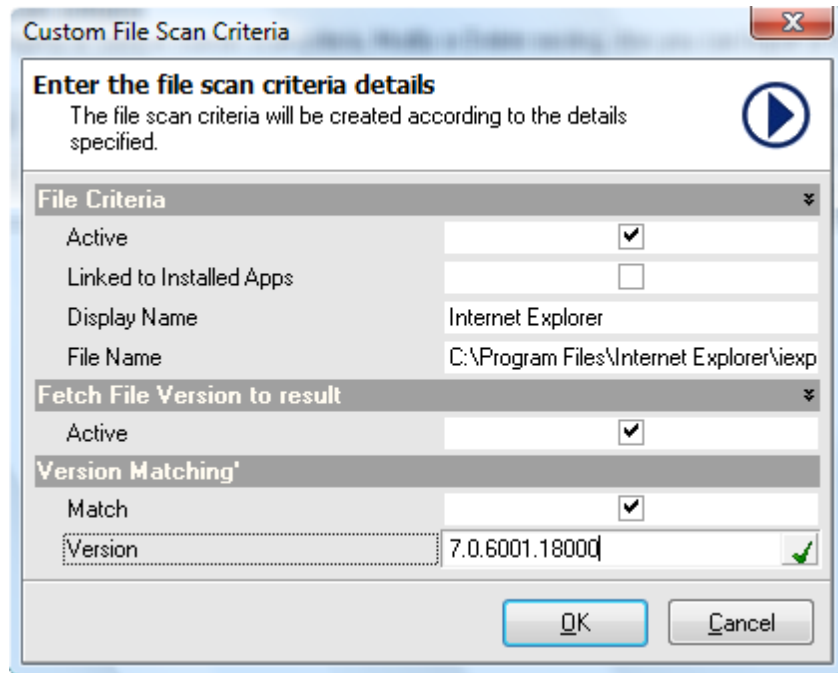 Custom File Scan Criteria
Enter the file scan criteria details
The file scan criteria will be created according to the details
specified.
File Criteria
Active
Linked to Installed Apps
Display Name Internet Explorer
File Name C:\Program Files\Internet Explorer\iexp
Fetch File Version to result
Active
Version Matching'
Match
Version 7.0.6001.18000
OK Cancel